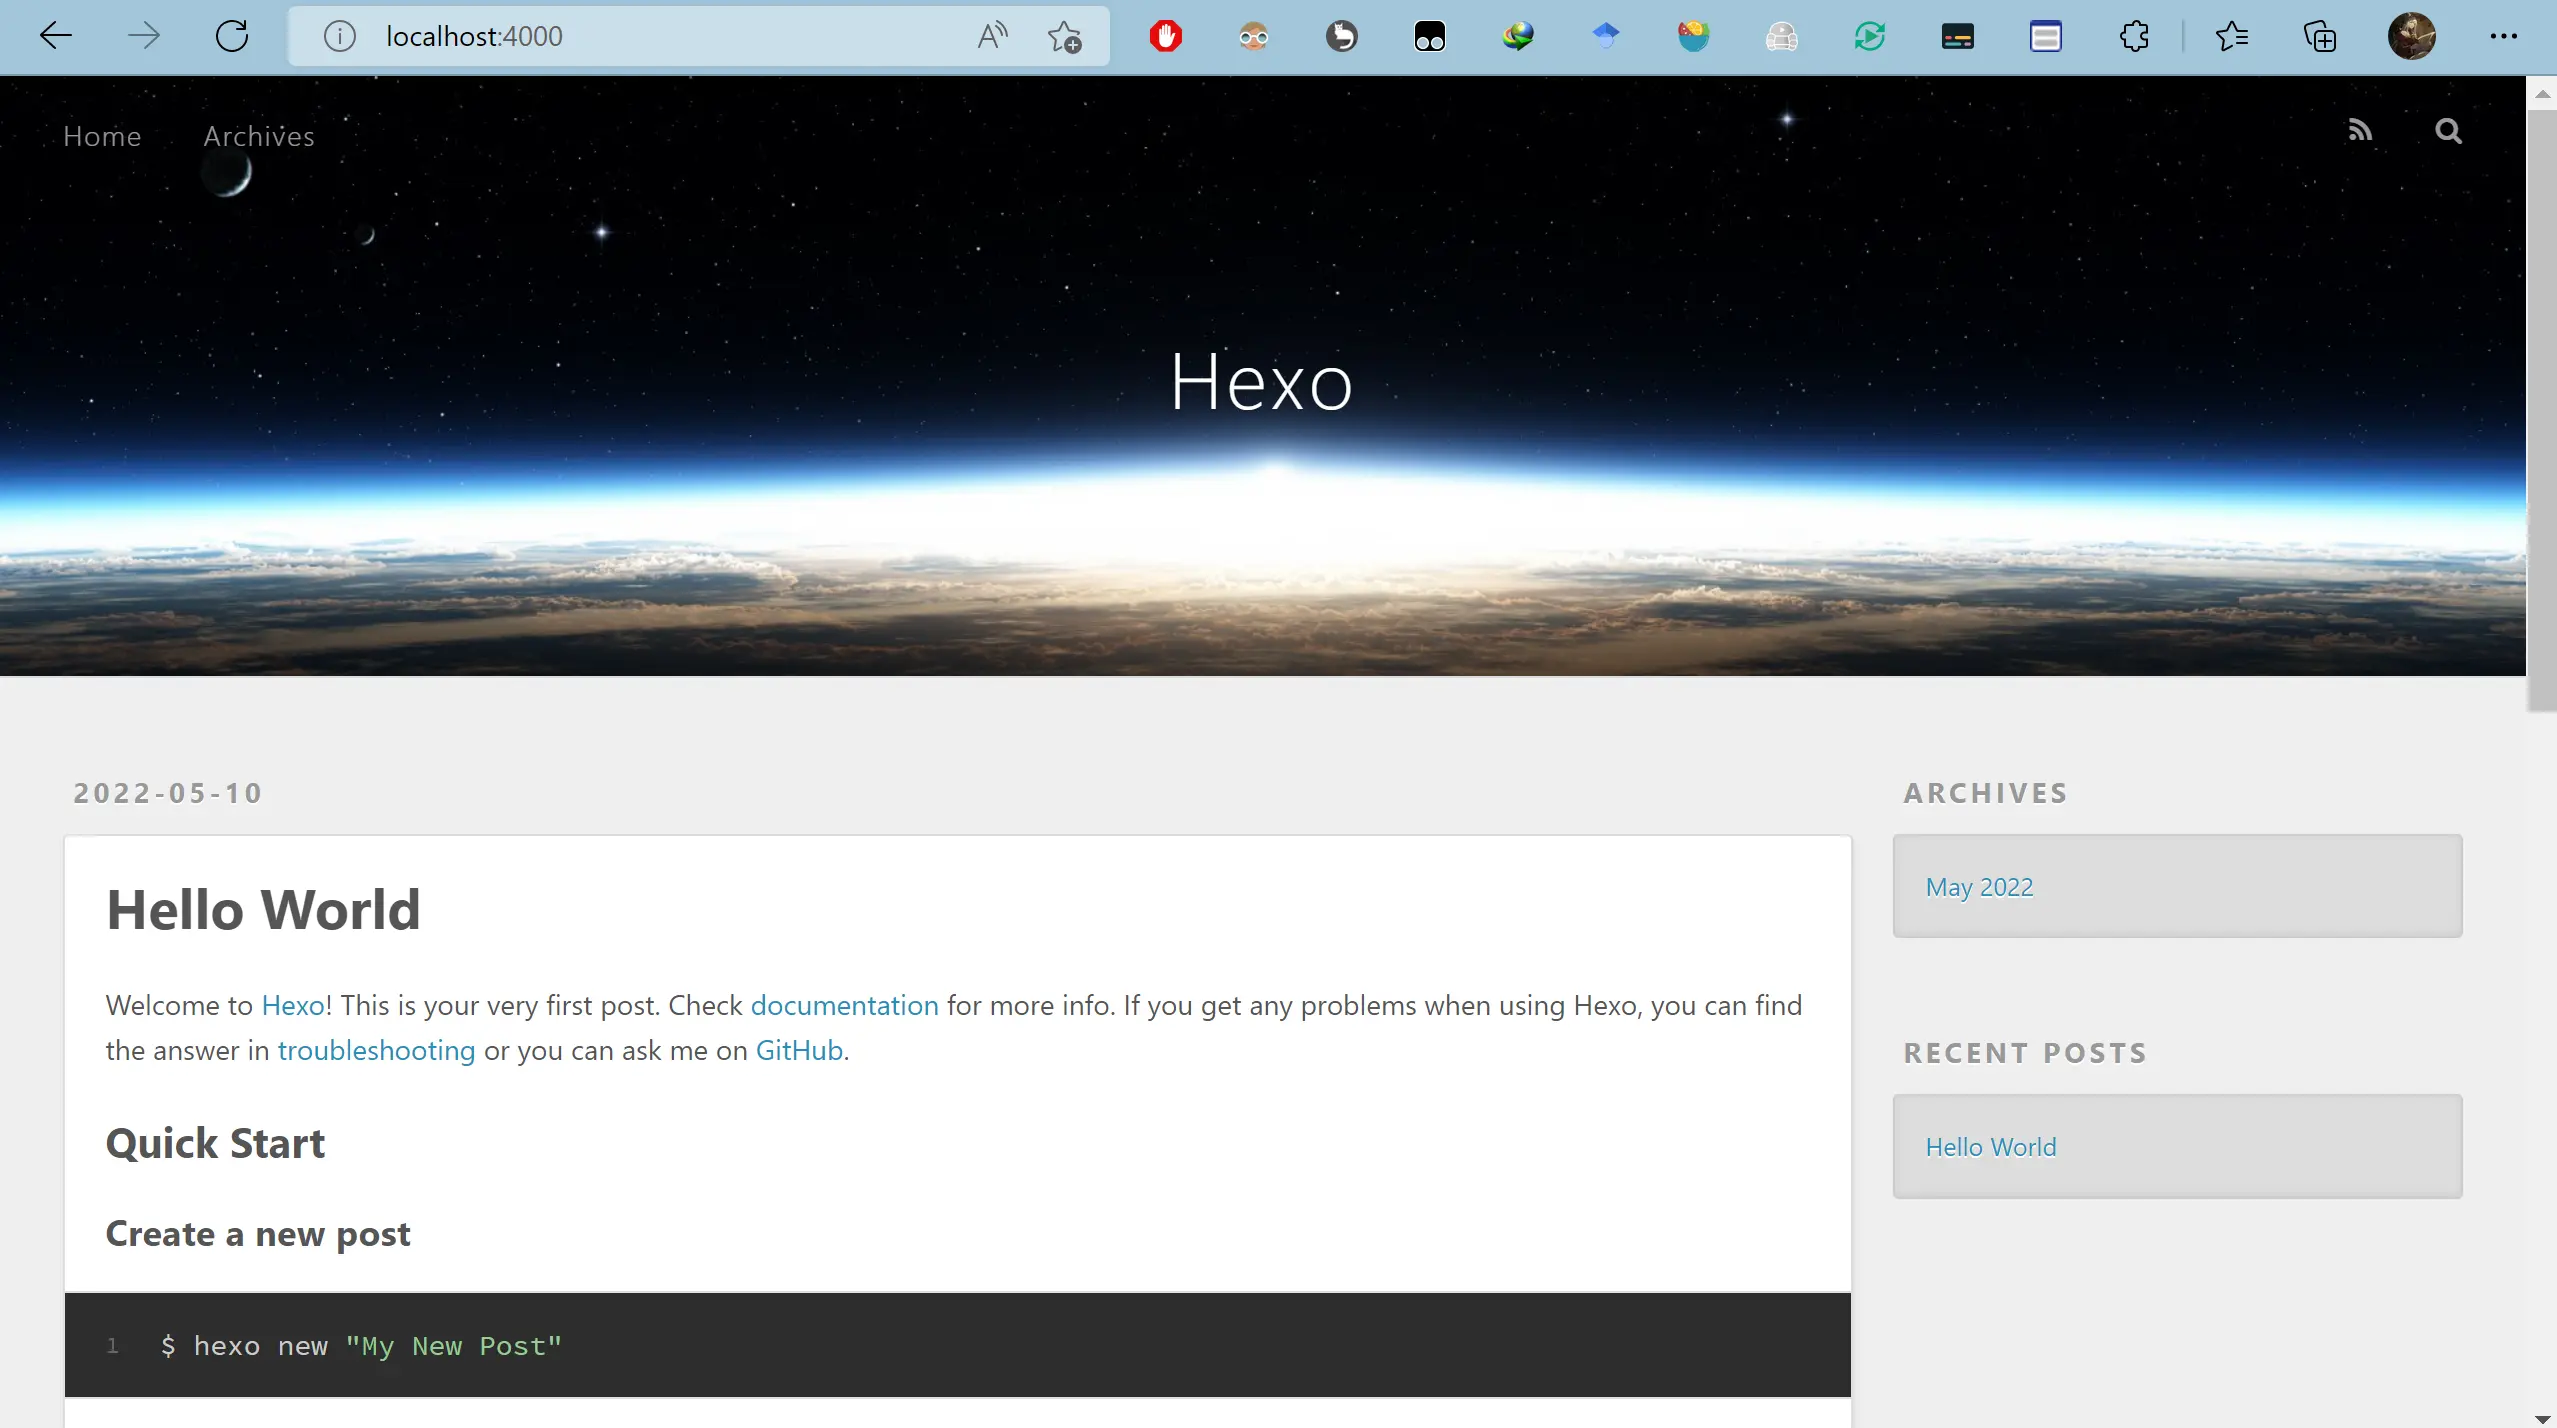 localhost:4000
Home Archives
Hexo
2022-05-10
Hello World
Welcome to Hexo! This is your very first post. Check documentation for more info. If you get any problems when using Hexo, you can find
the answer in troubleshooting or you can ask me on GitHub.
Quick Start
Create a new post
1 $ hexo new "My New Post"
ARCHIVES
May 2022
RECENT POSTS
Hello World